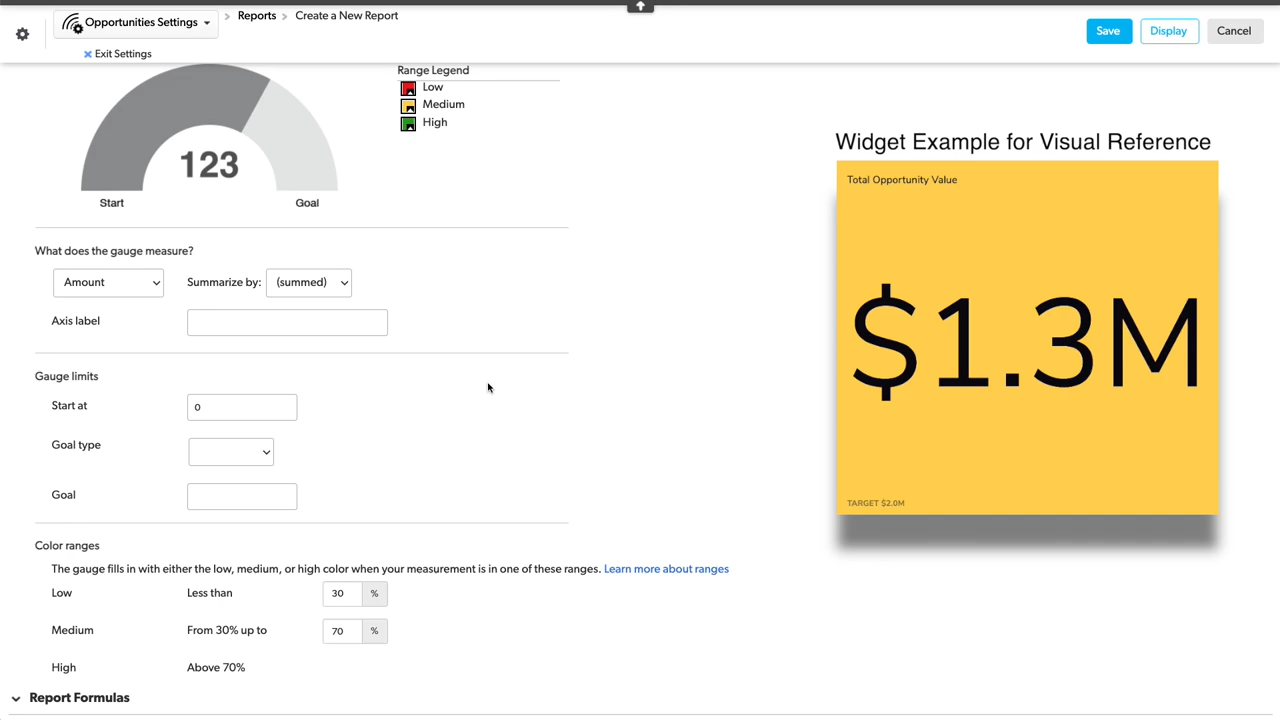 Opportunities Settings > Reports > Create a New Report
Save Display Cancel
Exit Settings
Range Legend
Low
Medium
High
123
Start Goal
Widget Example for Visual Reference
Total Opportunity Value
$1.3M
TARGET $2.0M
What does the gauge measure?
Amount Summarize by: (summed)
Axis label
Gauge limits
Start at 0
Goal type
Goal
Color ranges
The gauge fills in with either the low, medium, or high color when your measurement is in one of these ranges. Learn more about ranges
Low Less than 30 %
Medium From 30% up to 70 %
High Above 70%
Report Formulas